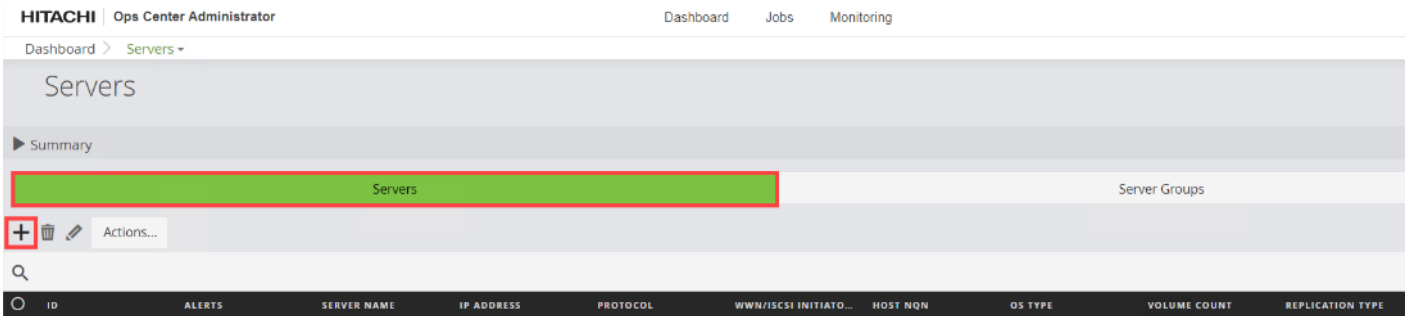 HITACHI Ops Center Administrator Dashboard Jobs Monitoring
Dashboard Servers
Servers
Summary
Servers Server Groups
Actions...
ID ALERTS SERVER NAME IP ADDRESS PROTOCOL WWN/ISCSI INITIATO... HOST NQN OS TYPE VOLUME COUNT REPLICATION TYPE